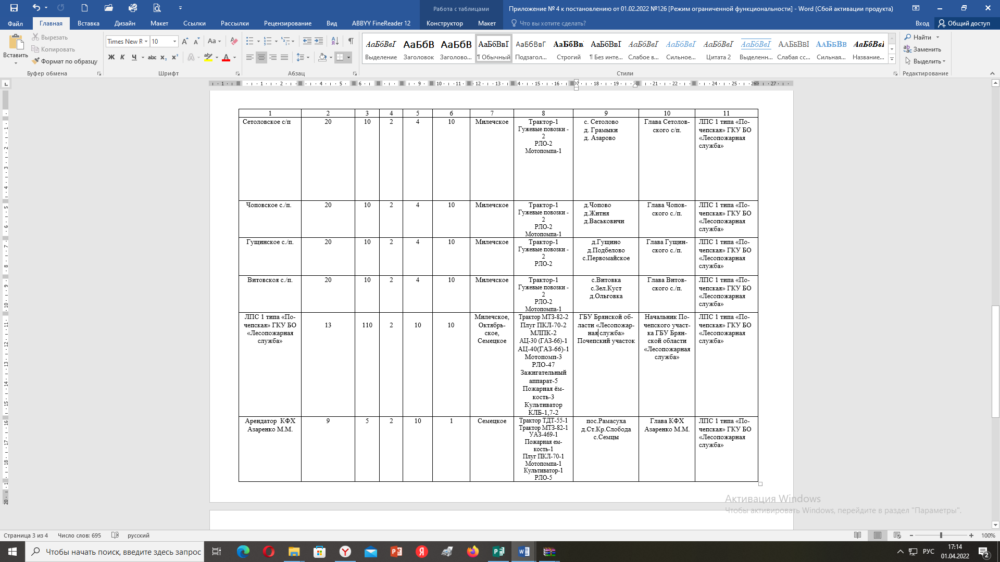 Работа с таблицами
Приложение № 4 к постановлению от 01.02.2022 №126 [Режим ограниченной функциональности] - Word (Сбой активации продукта)
Файл Главная Вставка Дизайн Макет Ссылки Рассылки Рецензирование Вид ABBYY FineReader 12 Конструктор Макет Что вы хотите сделать? Вход Общий доступ
Вставить
Вырезать
Копировать
Формат по образцу
Буфер обмена
Times New R 10
Шрифт
Абзац
Выделение Заголовок Заголово... ¶ Обычный Подзагол... Строгий ¶ Без инте... Слабое в... Сильное... Цитата 2 Выделенн... Слабая сс... Сильная... Название...
Стили
Найти
Заменить
Выделить
Редактирование
1 2 3 4 5 6 7 8 9 10 11
Сетоловское с/п 20 10 2 4 10 Милечское
Трактор-1
Гужевые повозки -
2
РЛО-2
Мотопомпа-1
с. Сетолово
д. Грамыки
д. Азарово
Глава Сетолов-
ского с/п.
ЛПС 1 типа «По-
чепская» ГКУ БО
«Лесопожарная
служба»
Чоповское с./п. 20 10 2 4 10 Милечское
Трактор-1
Гужевые повозки -
2
РЛО-2
Мотопомпа-1
д.Чопово
д.Житня
д.Васьковичи
Глава Чопов-
ского с./п.
ЛПС 1 типа «По-
чепская» ГКУ БО
«Лесопожарная
служба»
Гущинское с./п. 20 10 2 4 10 Милечское
Трактор-1
Гужевые повозки -
2
РЛО-2
д.Гущино
д.Подбелово
с.Первомайское
Глава Гущин-
ского с./п.
ЛПС 1 типа «По-
чепская» ГКУ БО
«Лесопожарная
служба»
Витовскоя с./п. 20 10 2 4 10 Милечское
Трактор-1
Гужевые повозки -
2
РЛО-2
Мотопомпа-1
с.Витовка
с.Зел.Куст
д.Ольговка
Глава Витов-
ского с./п.
ЛПС 1 типа «По-
чепская» ГКУ БО
«Лесопожарная
служба»
ЛПС 1 типа «По-
чепская» ГКУ БО
«Лесопожарная
служба»
13 110 2 10 10
Милечское,
Октябрь-
ское,
Семецкое
Трактор МТЗ-82-2
Плуг ПКЛ-70-2
МЛПК-2
АЦ-30 (ГАЗ-66)-1
АЦ-40(ГАЗ-66)-1
Мотопомп-3
РЛО-47
Зажигательный
аппарат-5
Пожарная ём-
кость-3
Культиватор
КЛБ-1,7-2
ГБУ Брянской об-
ласти «Лесопожар-
ная служба»
Почепский участок
Начальник По-
чепского участ-
ка ГБУ Брян-
ской области
«Лесопожарная
служба»
ЛПС 1 типа «По-
чепская» ГКУ БО
«Лесопожарная
служба»
Арендатор КФХ
Азаренко М.М.
9 5 2 10 1 Семецкое
Трактор ТДТ-55-1
Трактор МТЗ-82-1
УАЗ-469-1
Пожарная ем-
кость-1
Плуг ПКЛ-70-1
Мотопомпа-1
Культиватор-1
РЛО-5
пос.Рамасуха
д.Ст.Кр.Слобода
с.Семцы
Глава КФХ
Азаренко М.М.
ЛПС 1 типа «По-
чепская» ГКУ БО
«Лесопожарная
служба»
Активация Windows
Чтобы активировать Windows, перейдите в раздел "Параметры".
Страница 3 из 4 Число слов: 695 русский 100%
Чтобы начать поиск, введите здесь запрос
РУС
17:14
01.04.2022
2